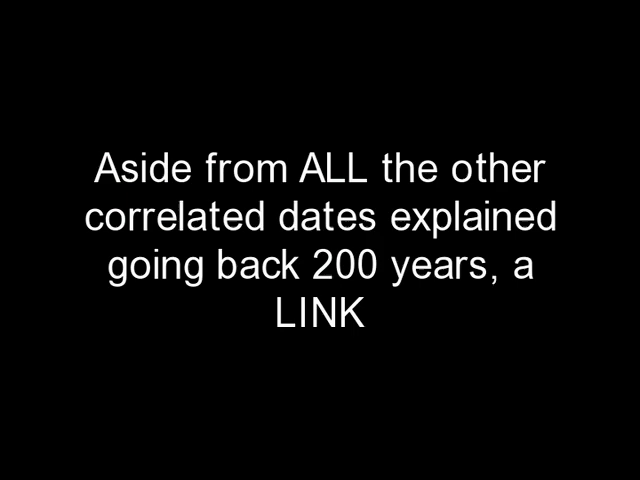 Aside from ALL the other
correlated dates explained
going back 200 years, a
LINK